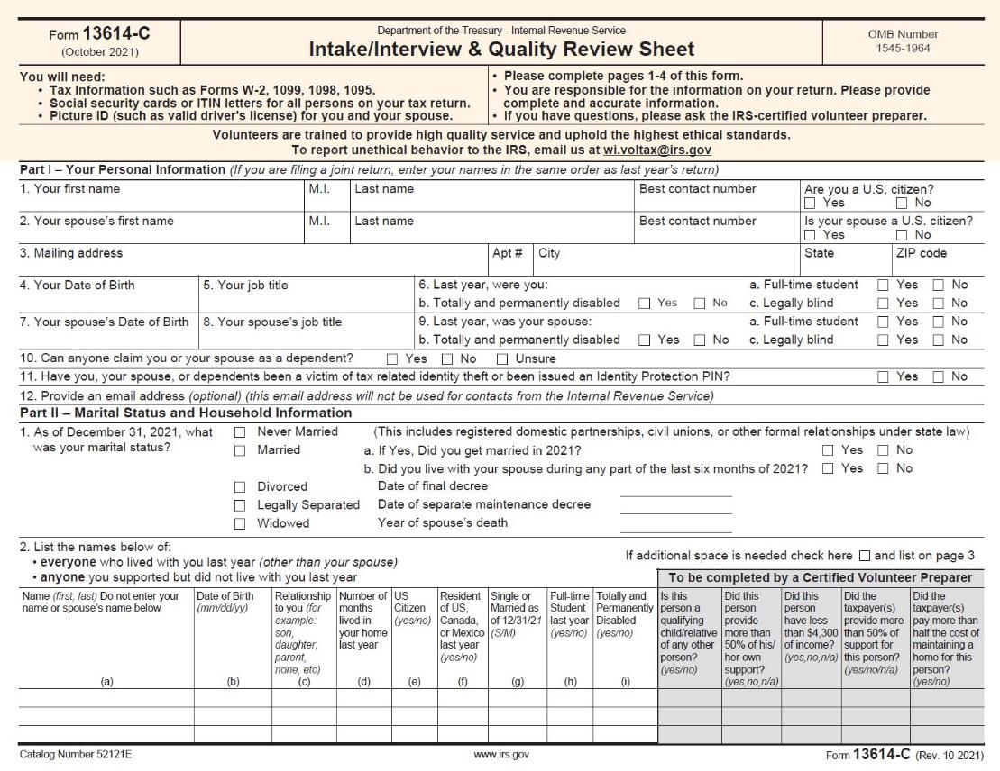 Form 13614-C
(October 2021)
Department of the Treasury - Internal Revenue Service
Intake/Interview & Quality Review Sheet
OMB Number
1545-1964
You will need:
• Tax Information such as Forms W-2, 1099, 1098, 1095.
• Social security cards or ITIN letters for all persons on your tax return.
• Picture ID (such as valid driver's license) for you and your spouse.
• Please complete pages 1-4 of this form.
• You are responsible for the information on your return. Please provide
complete and accurate information.
• If you have questions, please ask the IRS-certified volunteer preparer.
Volunteers are trained to provide high quality service and uphold the highest ethical standards.
To report unethical behavior to the IRS, email us at wi.voltax@irs.gov
Part I – Your Personal Information (If you are filing a joint return, enter your names in the same order as last year's return)
1. Your first name M.I. Last name Best contact number Are you a U.S. citizen?
☐ Yes ☐ No
2. Your spouse's first name M.I. Last name Best contact number Is your spouse a U.S. citizen?
☐ Yes ☐ No
3. Mailing address Apt # City State ZIP code
4. Your Date of Birth 5. Your job title 6. Last year, were you: a. Full-time student ☐ Yes ☐ No
b. Totally and permanently disabled ☐ Yes ☐ No c. Legally blind ☐ Yes ☐ No
7. Your spouse's Date of Birth 8. Your spouse's job title 9. Last year, was your spouse: a. Full-time student ☐ Yes ☐ No
b. Totally and permanently disabled ☐ Yes ☐ No c. Legally blind ☐ Yes ☐ No
10. Can anyone claim you or your spouse as a dependent? ☐ Yes ☐ No ☐ Unsure
11. Have you, your spouse, or dependents been a victim of tax related identity theft or been issued an Identity Protection PIN? ☐ Yes ☐ No
12. Provide an email address (optional) (this email address will not be used for contacts from the Internal Revenue Service)
Part II – Marital Status and Household Information
1. As of December 31, 2021, what
was your marital status?
☐ Never Married (This includes registered domestic partnerships, civil unions, or other formal relationships under state law)
☐ Married a. If Yes, Did you get married in 2021? ☐ Yes ☐ No
b. Did you live with your spouse during any part of the last six months of 2021? ☐ Yes ☐ No
☐ Divorced Date of final decree
☐ Legally Separated Date of separate maintenance decree
☐ Widowed Year of spouse's death
2. List the names below of:
• everyone who lived with you last year (other than your spouse)
• anyone you supported but did not live with you last year
If additional space is needed check here ☐ and list on page 3
To be completed by a Certified Volunteer Preparer
Name (first, last) Do not enter your
name or spouse's name below
(a)
Date of Birth
(mm/dd/yy)
(b)
Relationship
to you (for
example:
son,
daughter,
parent,
none, etc)
(c)
Number of
months
lived in
your home
last year
(d)
US
Citizen
(yes/no)
(e)
Resident
of US,
Canada,
or Mexico
last year
(yes/no)
(f)
Single or
Married as
of 12/31/21
(S/M)
(g)
Full-time
Student
last year
(yes/no)
(h)
Totally and
Permanently
Disabled
(yes/no)
(i)
Is this
person a
qualifying
child/relative
of any other
person?
(yes/no)
Did this
person
provide
more than
50% of his/
her own
support?
(yes,no,n/a)
Did this
person
have less
than $4,300
of income?
(yes,no,n/a)
Did the
taxpayer(s)
provide more
than 50% of
support for
this person?
(yes/no/n/a)
Did the
taxpayer(s)
pay more than
half the cost of
maintaining a
home for this
person?
(yes/no)
Catalog Number 52121E
www.irs.gov
Form 13614-C (Rev. 10-2021)